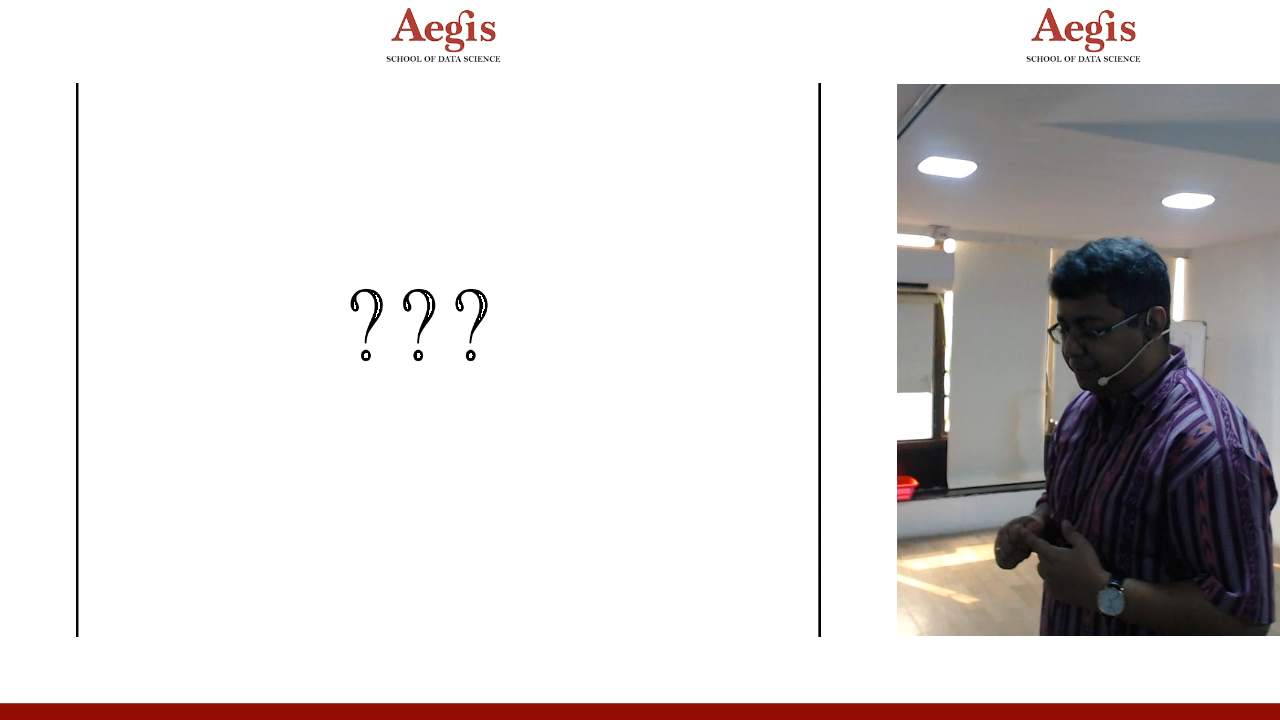 Aegis
SCHOOL OF DATA SCIENCE
Aegis
SCHOOL OF DATA SCIENCE
? ? ?